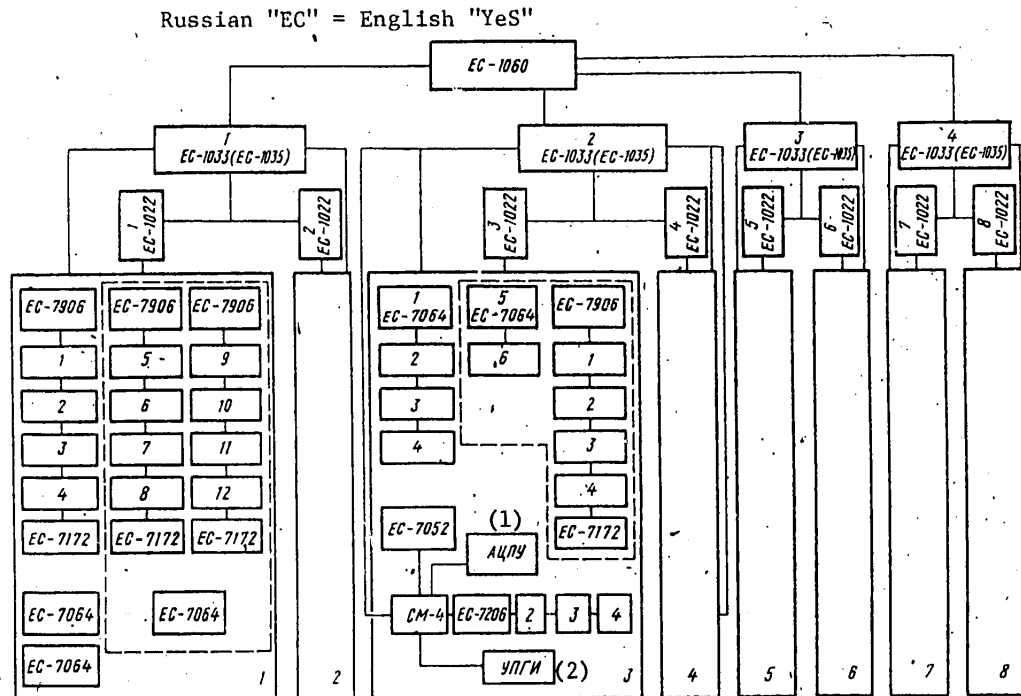 Russian "EC" = English "YeS"
ЕС-1060
1
ЕС-1033(ЕС-1035)
2
ЕС-1033(ЕС-1035)
3
ЕС-1033(ЕС-1035)
4
ЕС-1033(ЕС-1035)
1
ЕС-1022
2
ЕС-1022
3
ЕС-1022
4
ЕС-1022
5
ЕС-1022
6
ЕС-1022
7
ЕС-1022
8
ЕС-1022
ЕС-7906
1
2
3
4
ЕС-7172
ЕС-7064
ЕС-7064
ЕС-7906
5
6
7
8
ЕС-7172
ЕС-7906
9
10
11
12
ЕС-7172
ЕС-7064
1
2
1
ЕС-7064
2
3
4
5
ЕС-7064
6
ЕС-7906
1
2
3
4
ЕС-7172
ЕС-7052
(1)
АЦПУ
СМ-4
ЕС-7206
2
3
4
УПГИ
(2)
3
4
5
6
7
8